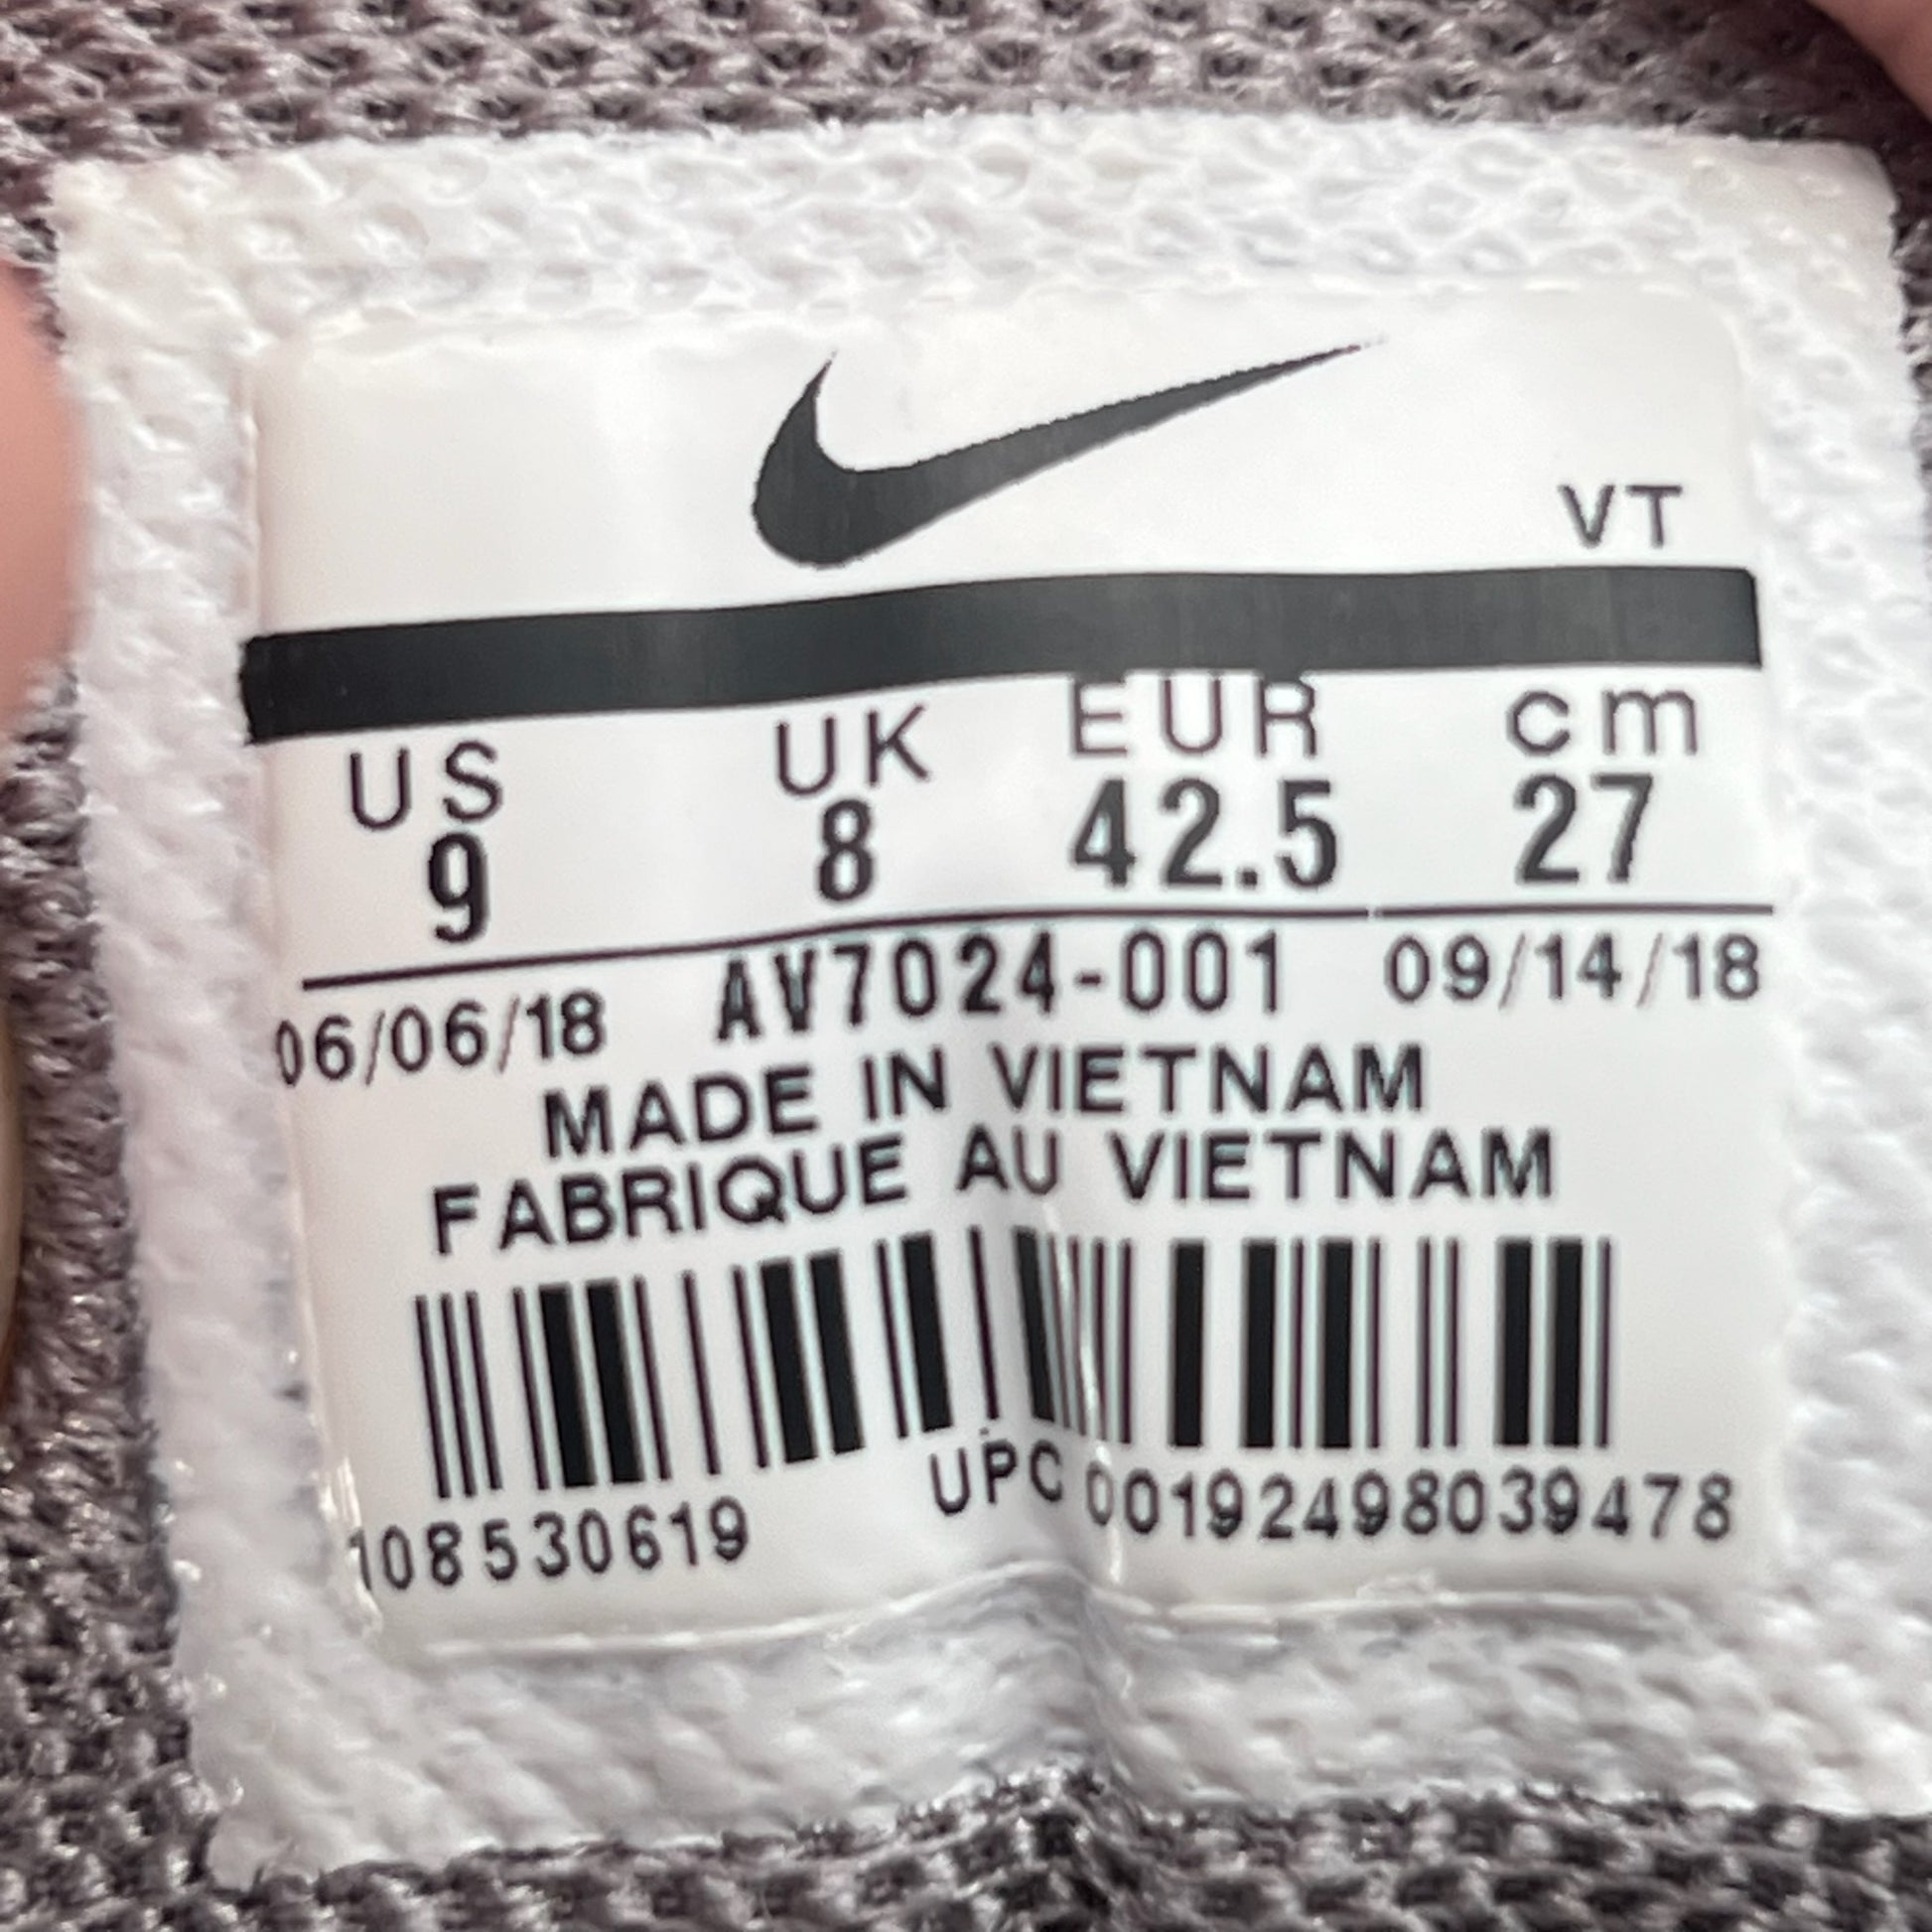 VT
US UK EUR cm
9 8 42.5 27
06/06/18 AV7024-001 09/14/18
MADE IN VIETNAM
FABRIQUE AU VIETNAM
108530619 UPC 00192498039478